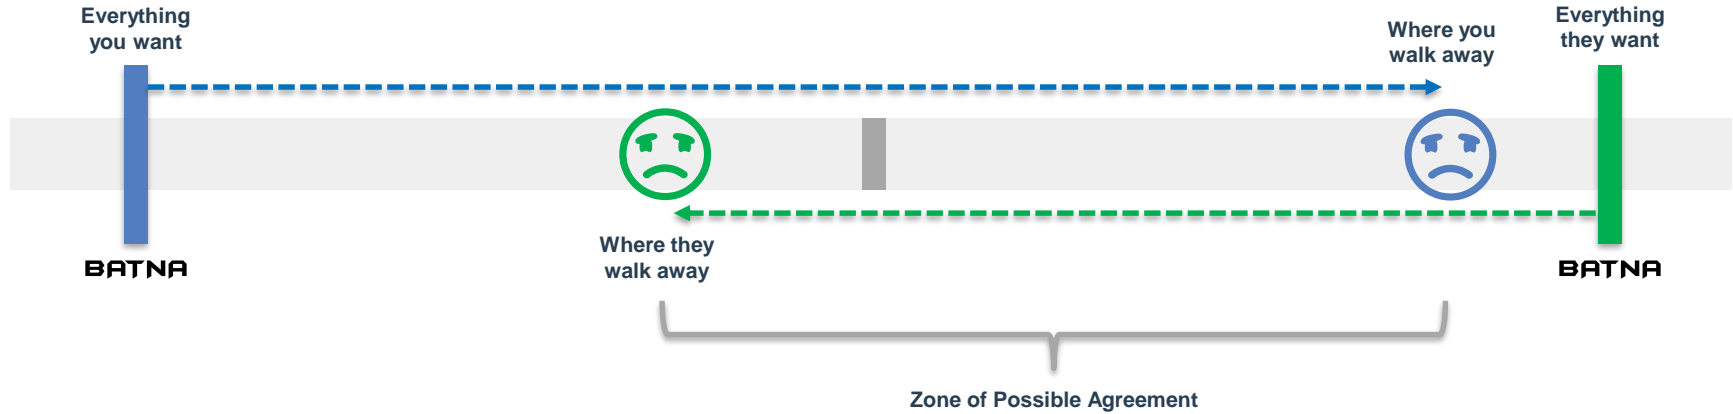 Everything
you want
Where you
walk away
Everything
they want
Where they
walk away
BATNA
BATNA
Zone of Possible Agreement